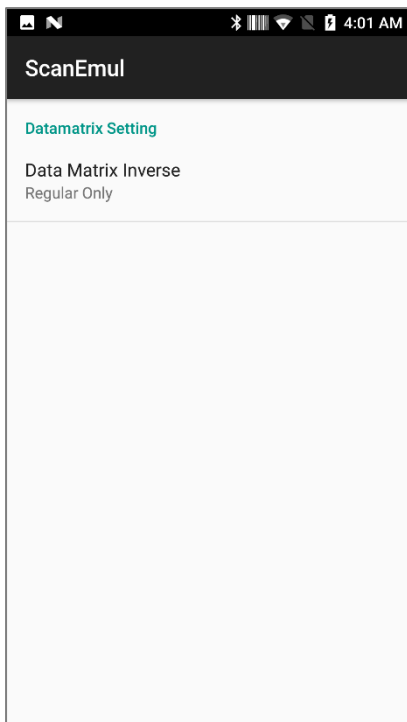 4:01 AM
ScanEmul
Datamatrix Setting
Data Matrix Inverse
Regular Only